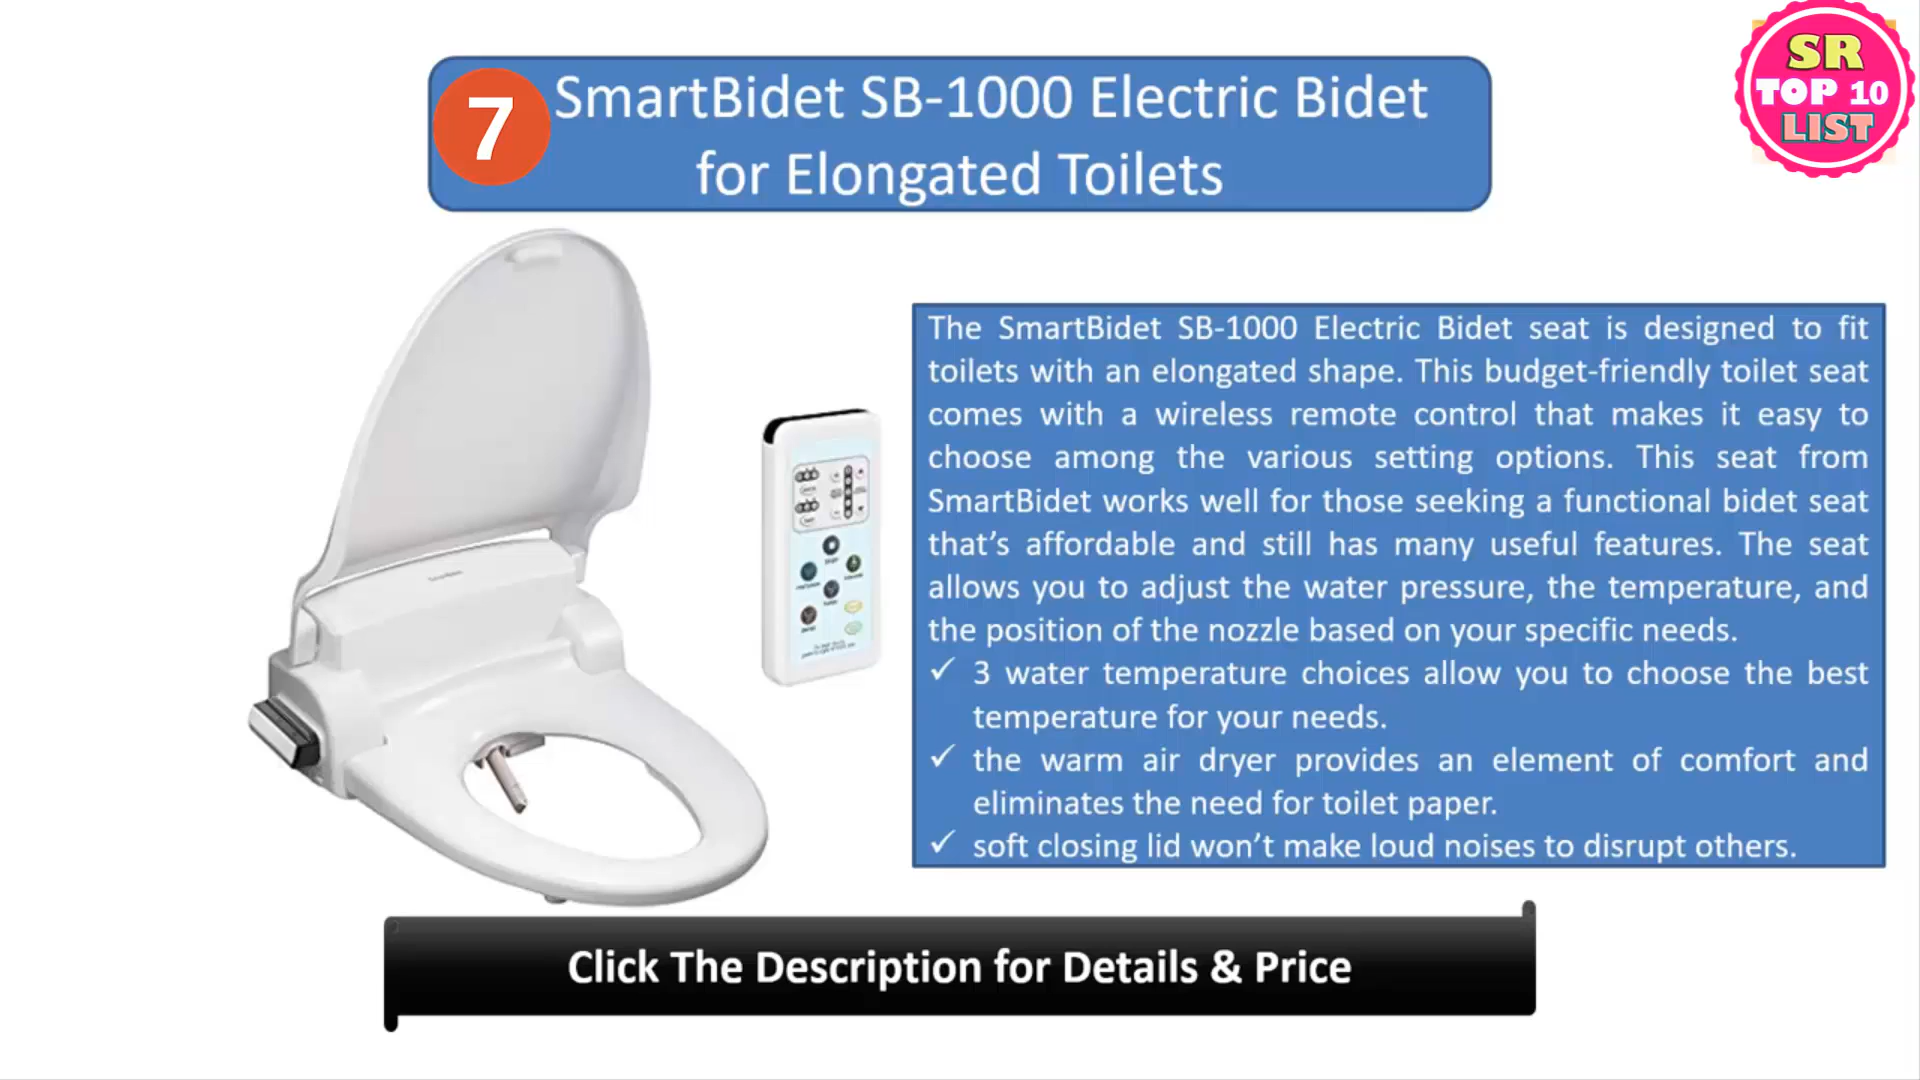 SR
TOP 10
LIST
7
SmartBidet SB-1000 Electric Bidet
for Elongated Toilets
The SmartBidet SB-1000 Electric Bidet seat is designed to fit
toilets with an elongated shape. This budget-friendly toilet seat
comes with a wireless remote control that makes it easy to
choose among the various setting options. This seat from
SmartBidet works well for those seeking a functional bidet seat
that’s affordable and still has many useful features. The seat
allows you to adjust the water pressure, the temperature, and
the position of the nozzle based on your specific needs.
✓ 3 water temperature choices allow you to choose the best
temperature for your needs.
✓ the warm air dryer provides an element of comfort and
eliminates the need for toilet paper.
✓ soft closing lid won’t make loud noises to disrupt others.
Click The Description for Details & Price